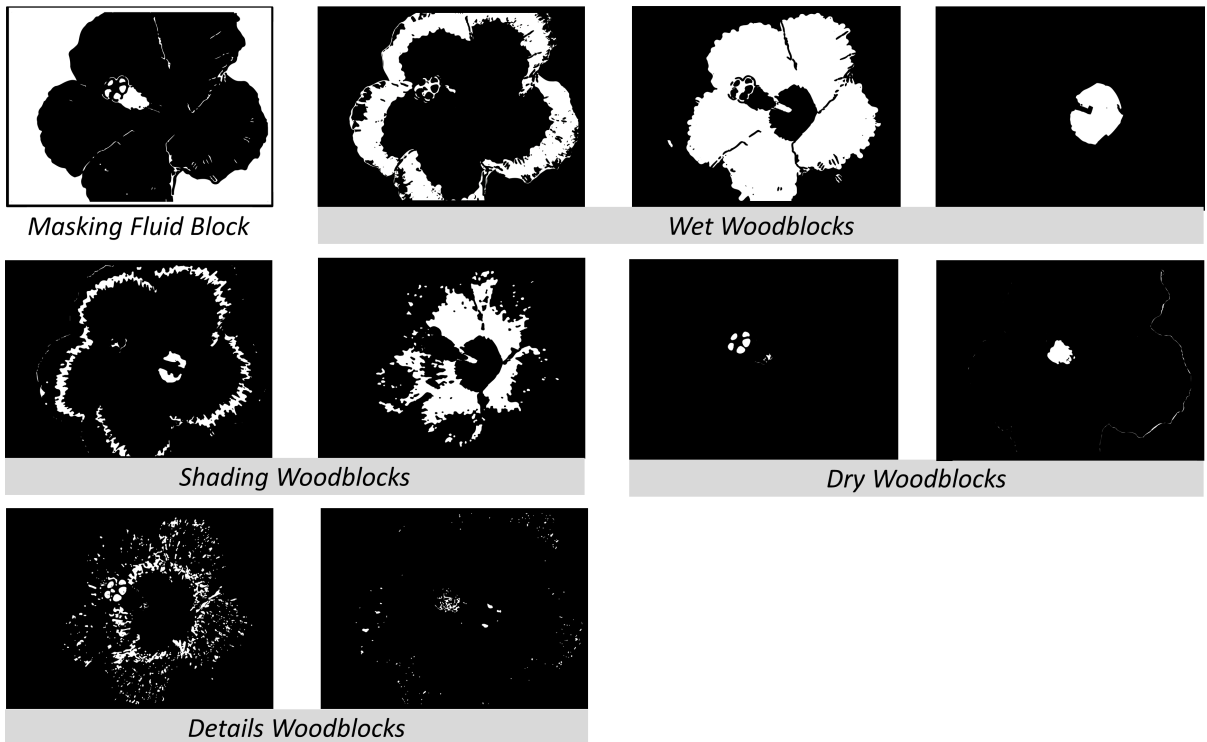 Masking Fluid Block
Wet Woodblocks
Shading Woodblocks
Dry Woodblocks
Details Woodblocks